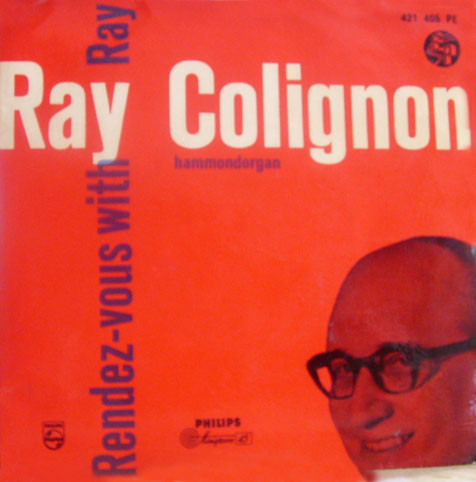 421 405 PE
Ray Colignon
hammondorgan
Rendez-vous with Ray
PHILIPS